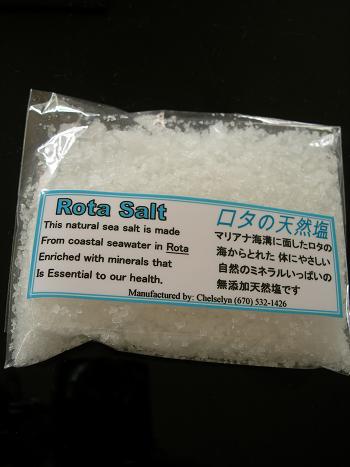 Rota Salt
This natural sea salt is made
From coastal seawater in Rota
Enriched with minerals that
Is Essential to our health.
ロタの天然塩
マリアナ海溝に面したロタの
海からとれた 体にやさしい
自然のミネラルいっぱいの
無添加天然塩です
Manufactured by: Chelselyn (670) 532-1426